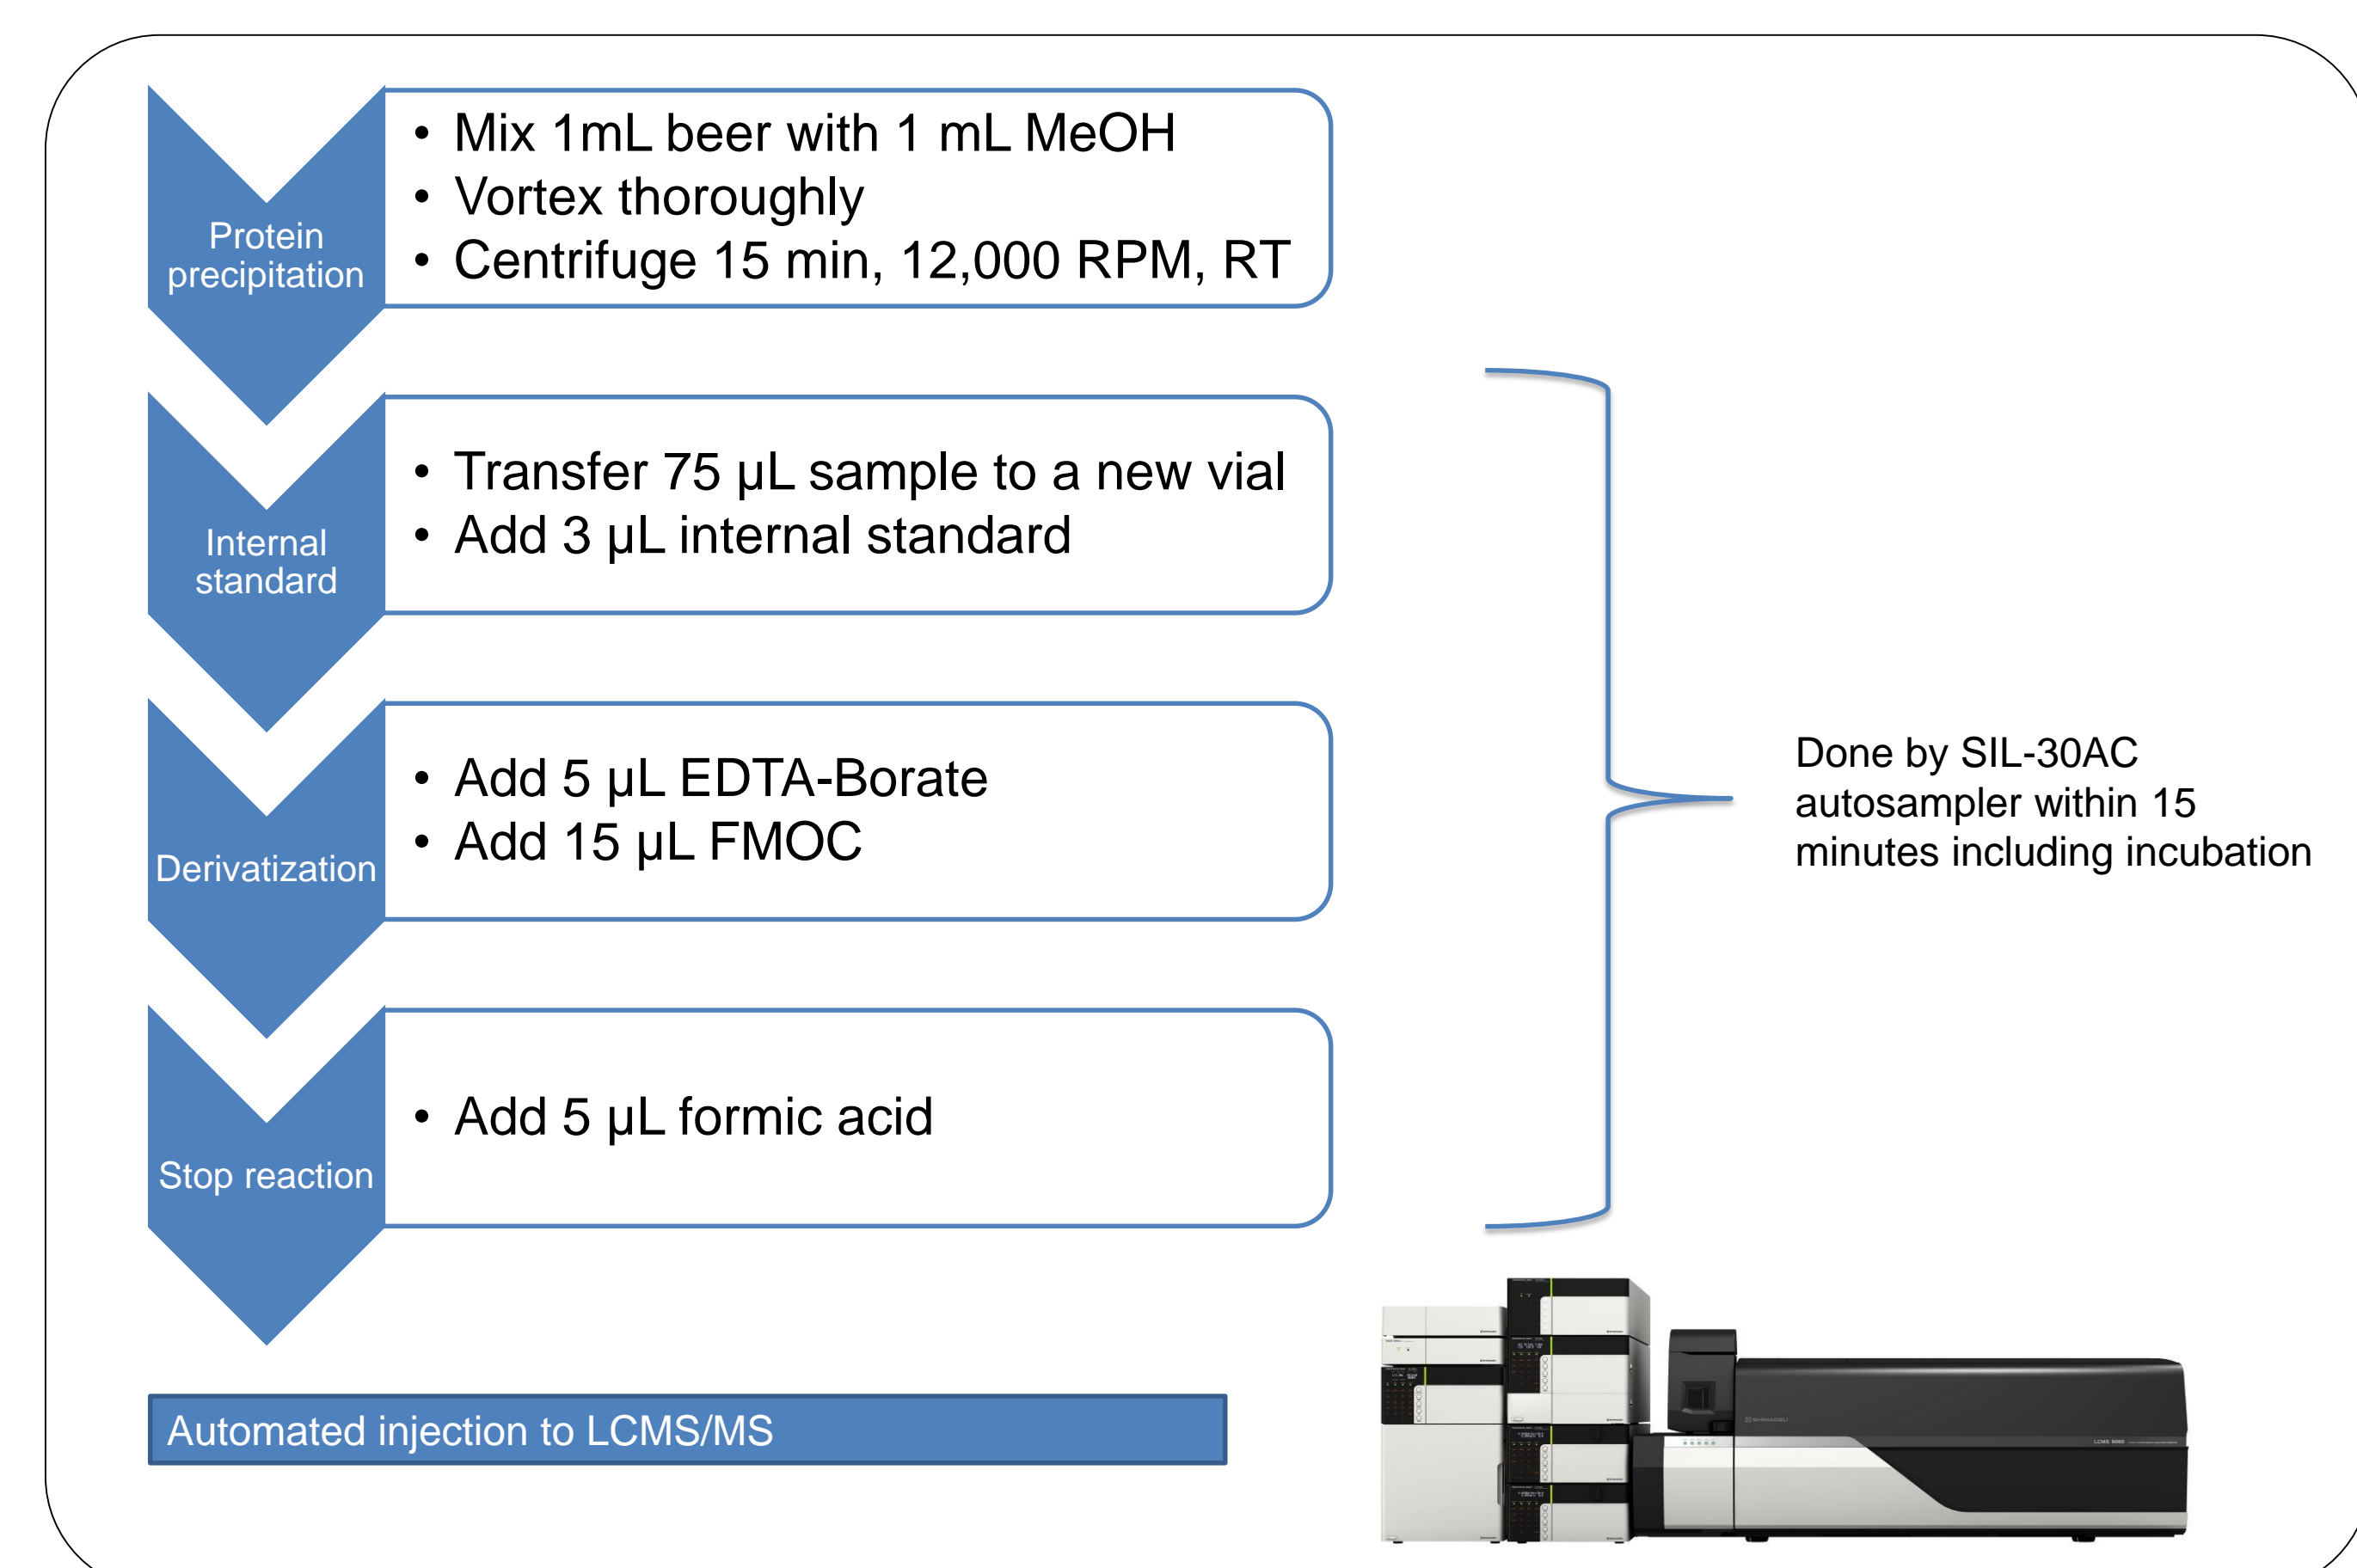 Protein
precipitation
• Mix 1mL beer with 1 mL MeOH
• Vortex thoroughly
• Centrifuge 15 min, 12,000 RPM, RT
Internal
standard
• Transfer 75 µL sample to a new vial
• Add 3 µL internal standard
Derivatization
• Add 5 µL EDTA-Borate
• Add 15 µL FMOC
Stop reaction
• Add 5 µL formic acid
Done by SIL-30AC
autosampler within 15
minutes including incubation
Automated injection to LCMS/MS
SHIMADZU